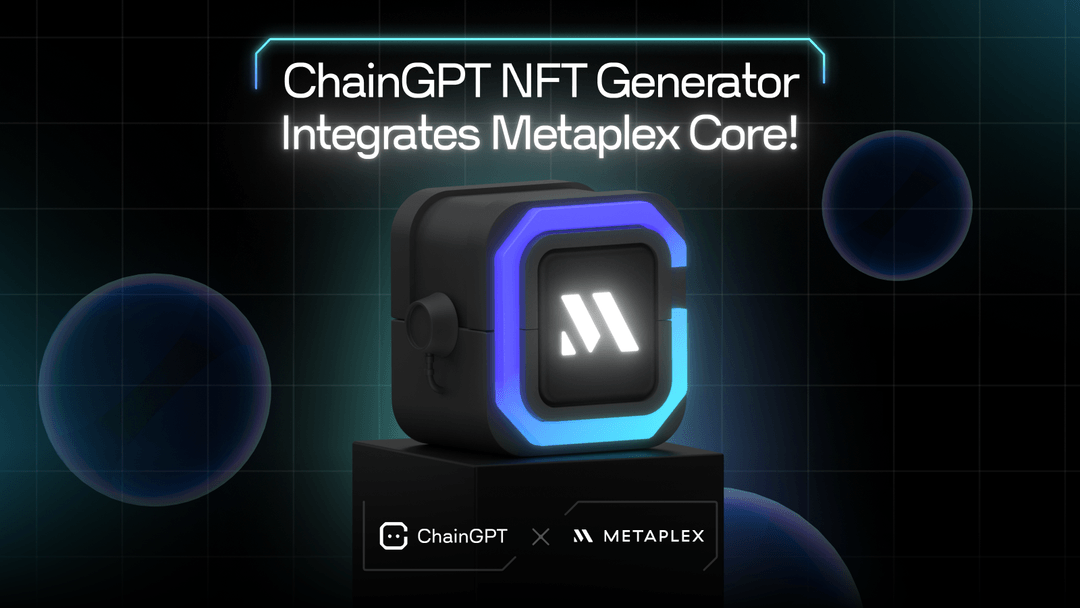 ChainGPT NFT Generator
Integrates Metaplex Core!
ChainGPT METAPLEX